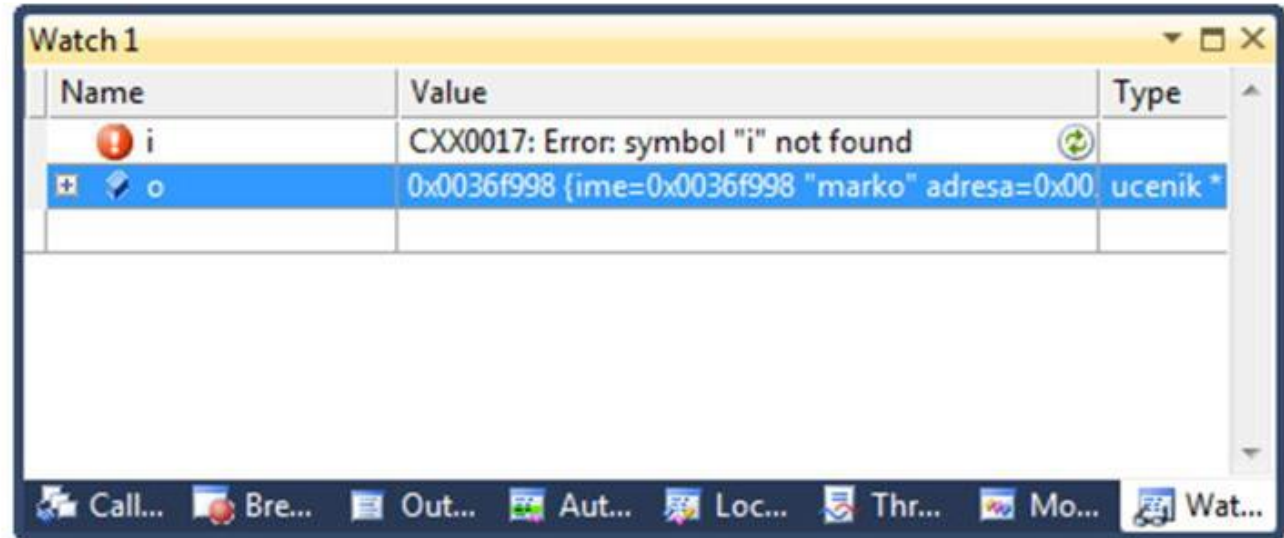 Watch 1
Name Value Type
i CXX0017: Error: symbol "i" not found
o 0x0036f998 {ime=0x0036f998 "marko" adresa=0x00 ucenik *
Call... Bre... Out... Aut... Loc... Thr... Mo... Wat...